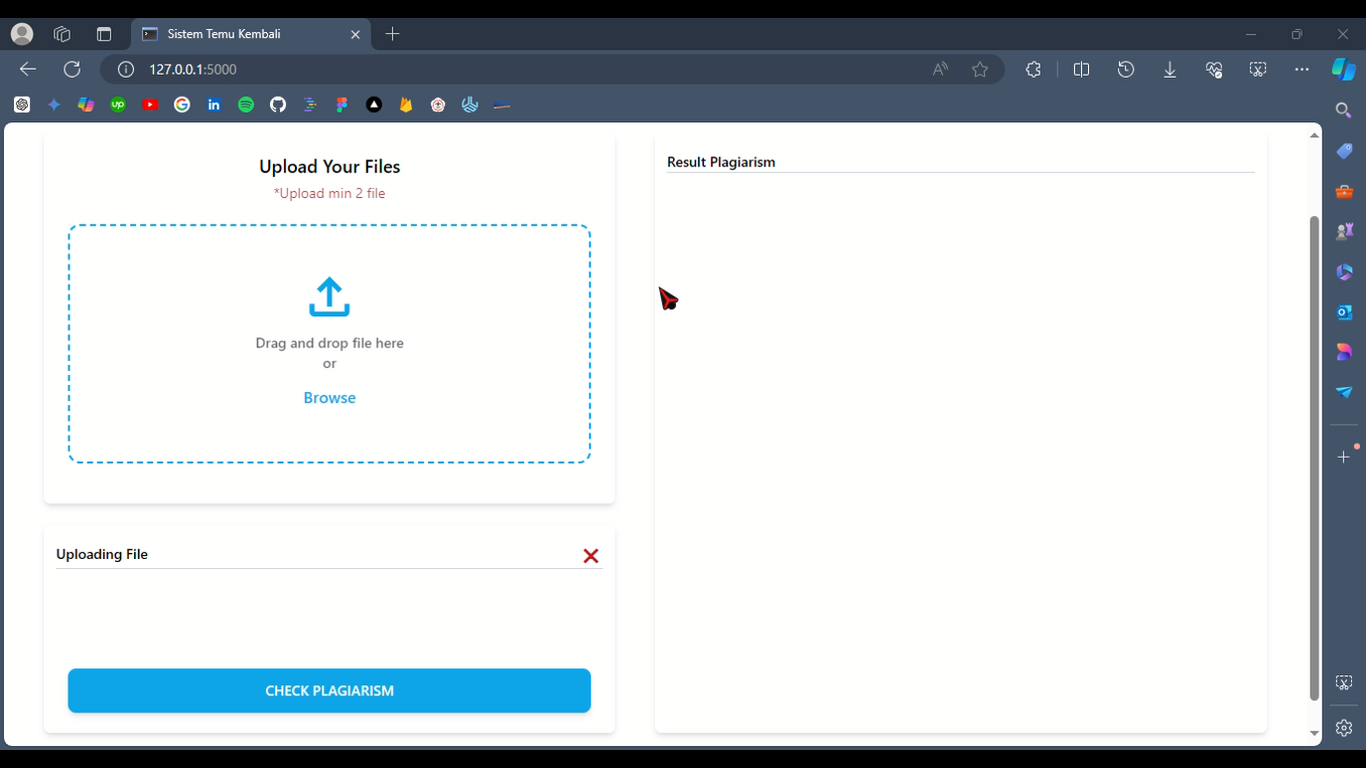 Sistem Temu Kembali
127.0.0.1:5000
up
Upload Your Files
*Upload min 2 file
Drag and drop file here
or
Browse
Uploading File
CHECK PLAGIARISM
Result Plagiarism